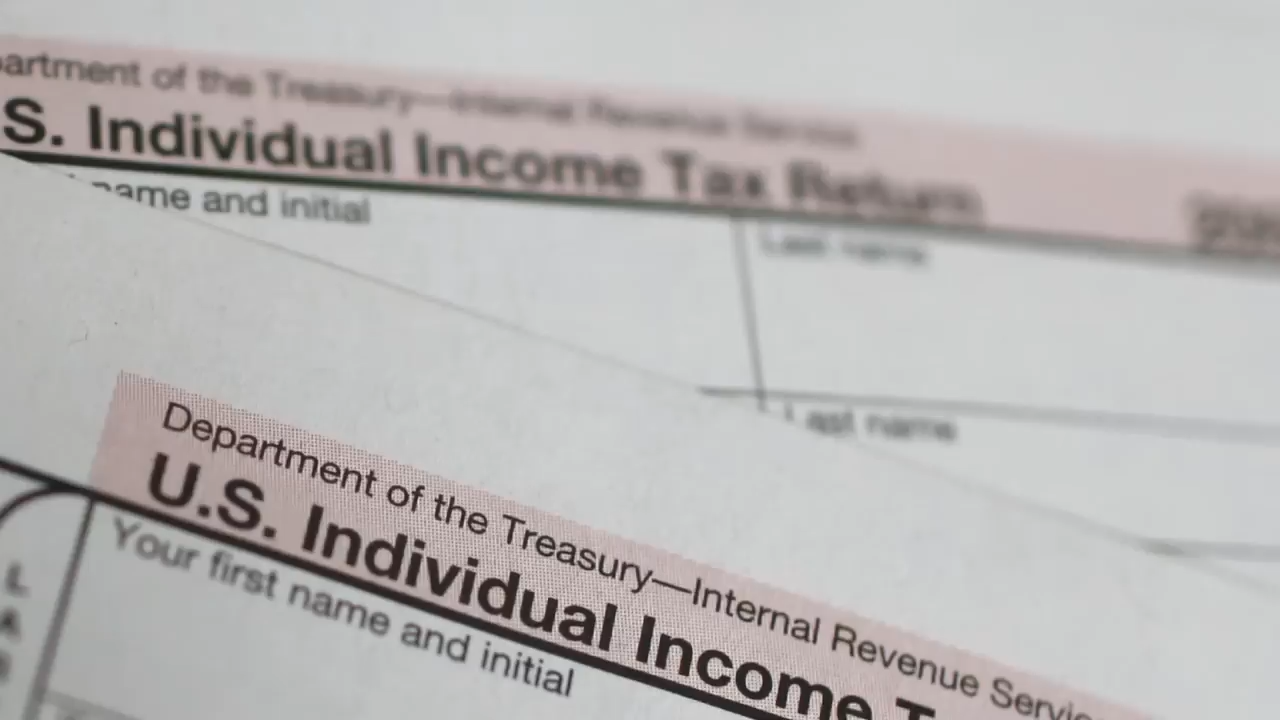 partment of the Treasury—Internal Revenue Service
S. Individual Income Tax Return
name and initial
Last name
Last name
Department of the Treasury—Internal Revenue Servic
U.S. Individual Income T
Your first name and initial
L
A